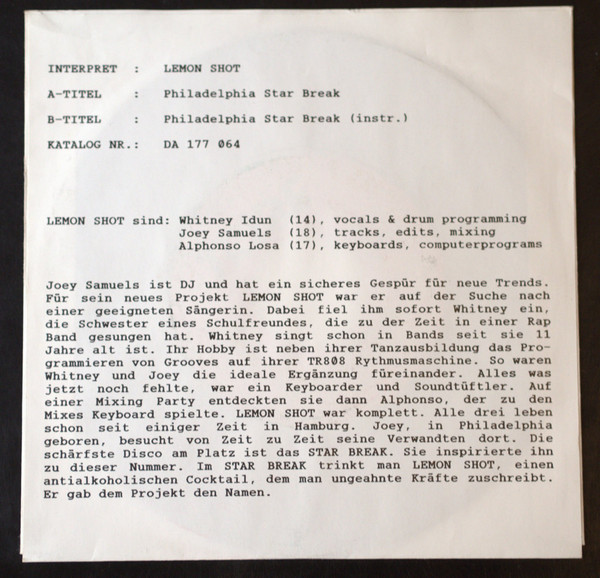 INTERPRET : LEMON SHOT
A-TITEL : Philadelphia Star Break
B-TITEL : Philadelphia Star Break (instr.)
KATALOG NR.: DA 177 064
LEMON SHOT sind: Whitney Idun (14), vocals & drum programming
Joey Samuels (18), tracks, edits, mixing
Alphonso Losa (17), keyboards, computerprograms
Joey Samuels ist DJ und hat ein sicheres Gespür für neue Trends.
Für sein neues Projekt LEMON SHOT war er auf der Suche nach
einer geeigneten Sängerin. Dabei fiel ihm sofort Whitney ein,
die Schwester eines Schulfreundes, die zu der Zeit in einer Rap
Band gesungen hat. Whitney singt schon in Bands seit sie 11
Jahre alt ist. Ihr Hobby ist neben ihrer Tanzausbildung das Pro-
grammieren von Grooves auf ihrer TR808 Rythmusmaschine. So waren
Whitney und Joey die ideale Ergänzung füreinander. Alles was
jetzt noch fehlte, war ein Keyboarder und Soundtüftler. Auf
einer Mixing Party entdeckten sie dann Alphonso, der zu den
Mixes Keyboard spielte. LEMON SHOT war komplett. Alle drei leben
schon seit einiger Zeit in Hamburg. Joey, in Philadelphia
geboren, besucht von Zeit zu Zeit seine Verwandten dort. Die
schärfste Disco am Platz ist das STAR BREAK. Sie inspirierte ihn
zu dieser Nummer. Im STAR BREAK trinkt man LEMON SHOT, einen
antialkoholischen Cocktail, dem man ungeahnte Kräfte zuschreibt.
Er gab dem Projekt den Namen.